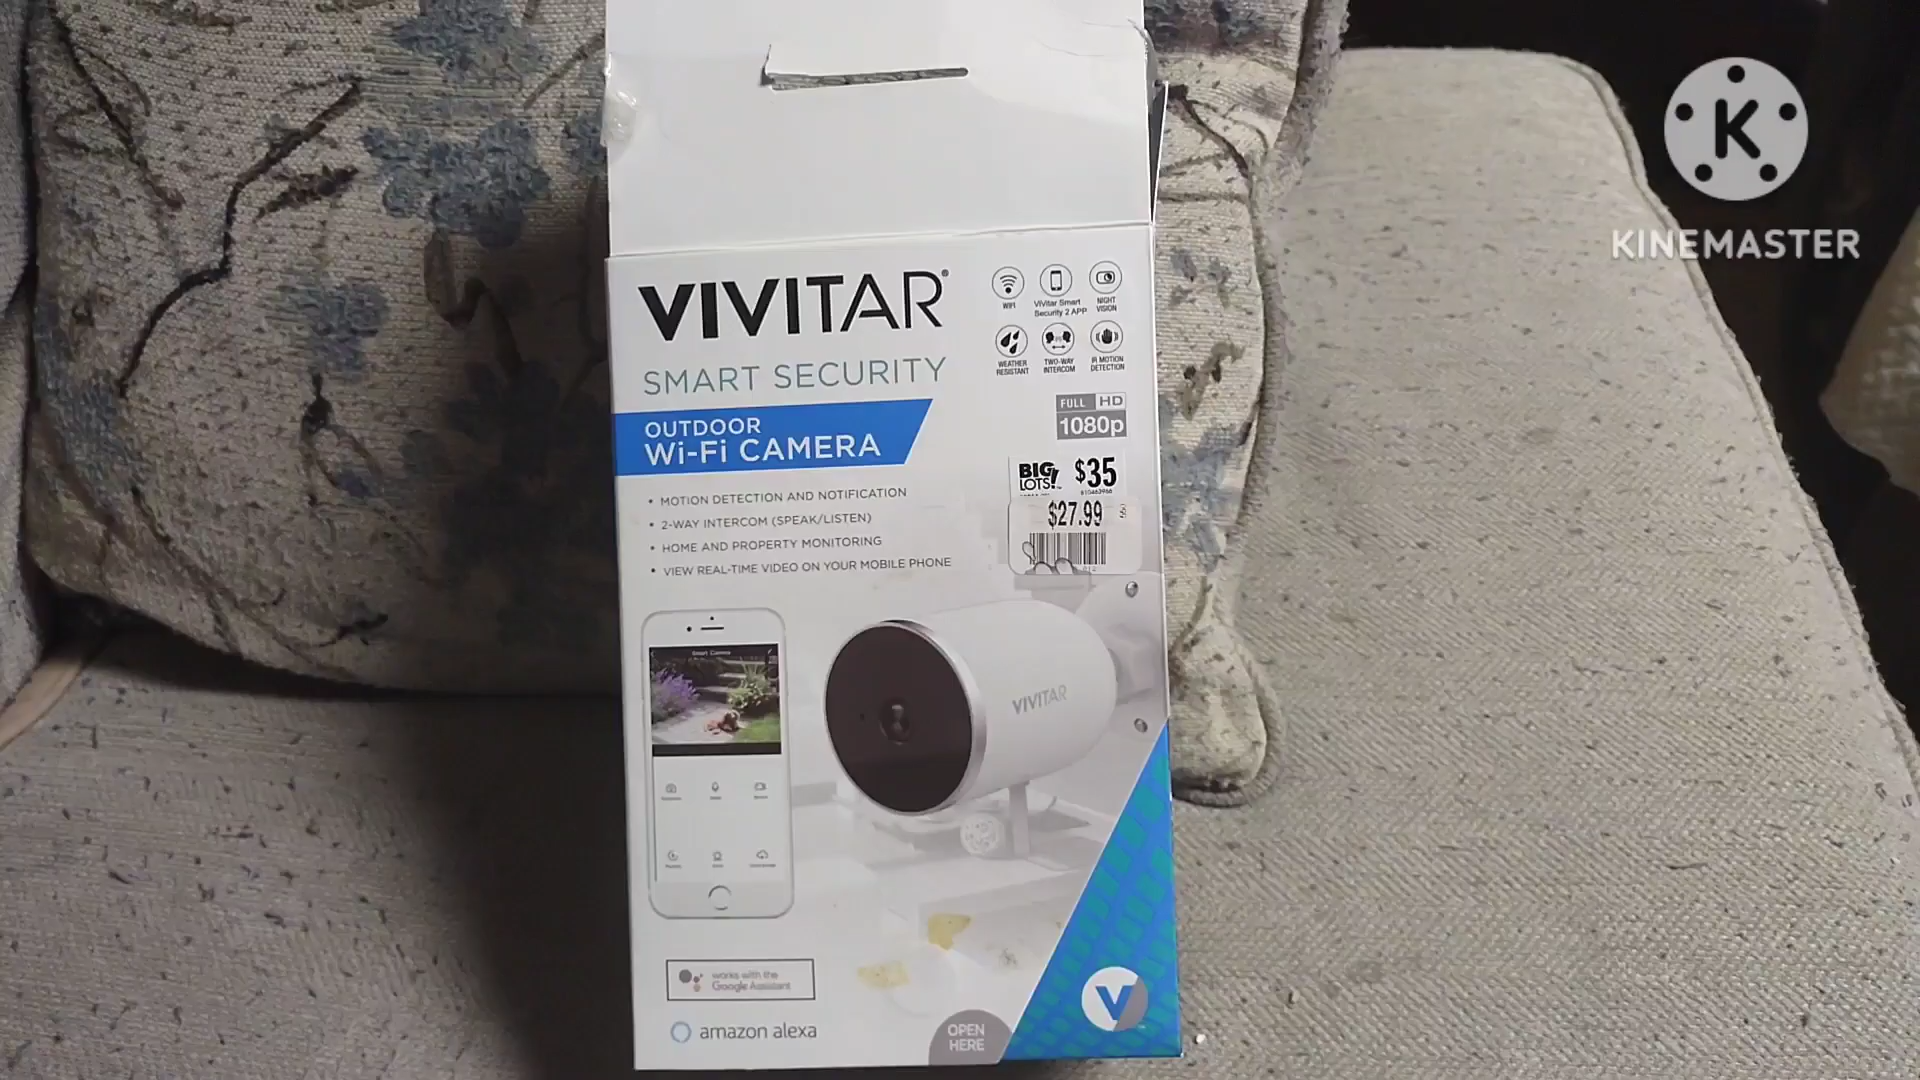 K
KINEMASTER
VIVITAR®
SMART SECURITY
OUTDOOR
Wi-Fi CAMERA
WIFI
Vivitar Smart
Security 2 APP
NIGHT
VISION
WEATHER
RESISTANT
TWO-WAY
INTERCOM
IR MOTION
DETECTION
FULL HD
1080p
BIG
LOTS!
$35
$27.99
• MOTION DETECTION AND NOTIFICATION
• 2-WAY INTERCOM (SPEAK/LISTEN)
• HOME AND PROPERTY MONITORING
• VIEW REAL-TIME VIDEO ON YOUR MOBILE PHONE
Smart Camera
VIVITAR
works with the
Google Assistant
amazon alexa
OPEN
HERE
V